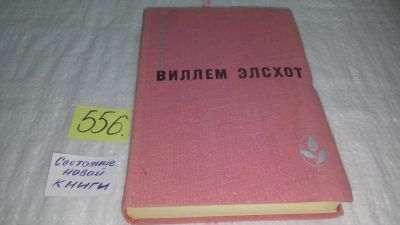 ВИЛЛЕМ ЭЛСХОТ
556.
Состояние
новой
книги